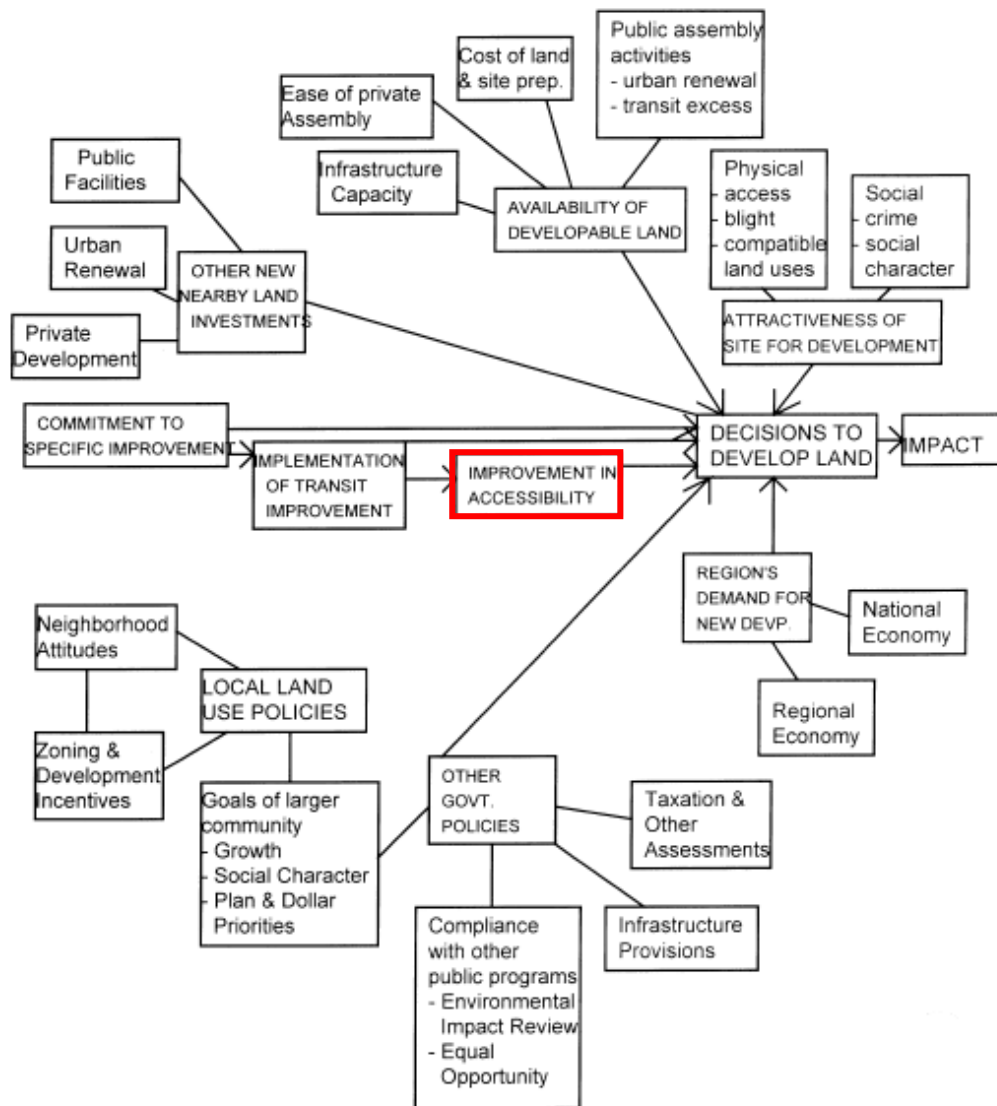 Public assembly
activities
- urban renewal
- transit excess
Cost of land
& site prep.
Ease of private
Assembly
Infrastructure
Capacity
AVAILABILITY OF
DEVELOPABLE LAND
Physical
- access
- blight
- compatible
land uses
Social
- crime
- social
character
ATTRACTIVENESS OF
SITE FOR DEVELOPMENT
Public
Facilities
Urban
Renewal
Private
Development
OTHER NEW
NEARBY LAND
INVESTMENTS
COMMITMENT TO
SPECIFIC IMPROVEMENT
IMPLEMENTATION
OF TRANSIT
IMPROVEMENT
IMPROVEMENT IN
ACCESSIBILITY
DECISIONS TO
DEVELOP LAND
IMPACT
REGION'S
DEMAND FOR
NEW DEVP.
National
Economy
Regional
Economy
Neighborhood
Attitudes
LOCAL LAND
USE POLICIES
Zoning &
Development
Incentives
Goals of larger
community
- Growth
- Social Character
- Plan & Dollar
Priorities
OTHER
GOVT.
POLICIES
Taxation &
Other
Assessments
Infrastructure
Provisions
Compliance
with other
public programs
- Environmental
Impact Review
- Equal
Opportunity